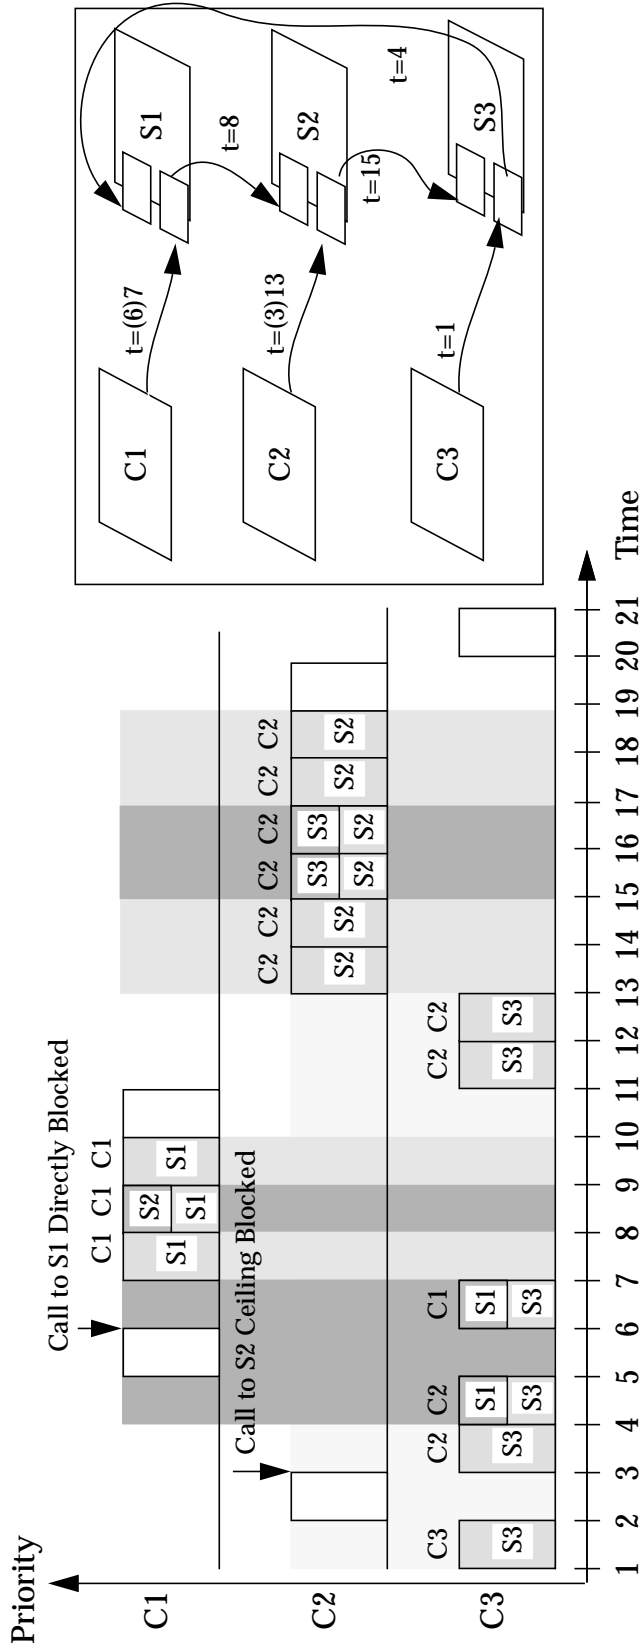 Priority
C1
C2
C3
Call to S1 Directly Blocked
Call to S2 Ceiling Blocked
C1 C1 C1
S1
S2
S1
S1
C2 C2 C2 C2 C2 C2
S2
S2
S3
S2
S3
S2
S2
S2
C3
S3
C2
S3
C2
S1
S3
C1
S1
S3
C2
S3
C2
S3
1 2 3 4 5 6 7 8 9 10 11 12 13 14 15 16 17 18 19 20 21
Time
C1
t=(6)7
S1
t=8
C2
t=(3)13
S2
t=15
t=4
C3
t=1
S3